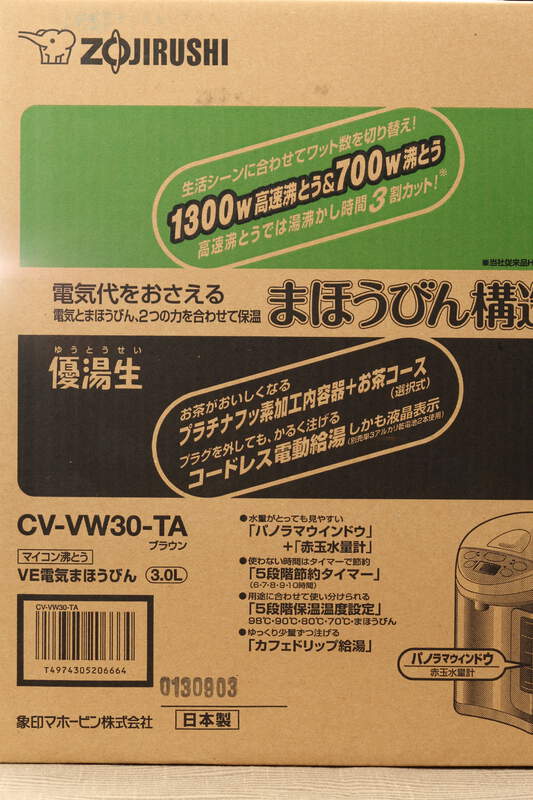 ZOJIRUSHI
生活シーンに合わせてワット数を切り替え!
1300W高速沸とう&700W沸とう
高速沸とうでは湯沸かし時間3割カット!※
※当社従来品
電気代をおさえる
電気とまほうびん、2つの力を合わせて保温
まほうびん構造
ゆうとうせい
優湯生
お茶がおいしくなる
プラチナフッ素加工内容器+お茶コース
(選択式)
プラグを外しても、かるく注げる
コードレス電動給湯しかも液晶表示
(別売単3アルカリ乾電池2本使用)
CV-VW30-TA
ブラウン
マイコン沸とう
VE電気まほうびん 3.0L
CV-VW30-TA
T4974305206664
●水量がとっても見やすい
「パノラマウインドウ」
+「赤玉水量計」
●使わない時間はタイマーで節約
「5段階節約タイマー」
(6・7・8・9・10時間)
●用途に合わせて使い分けられる
「5段階保温温度設定」
98℃・90℃・80℃・70℃・まほうびん
●ゆっくり少量ずつ注げる
「カフェドリップ給湯」
パノラマウィンドウ
赤玉水量計
0130803
象印マホービン株式会社
日本製